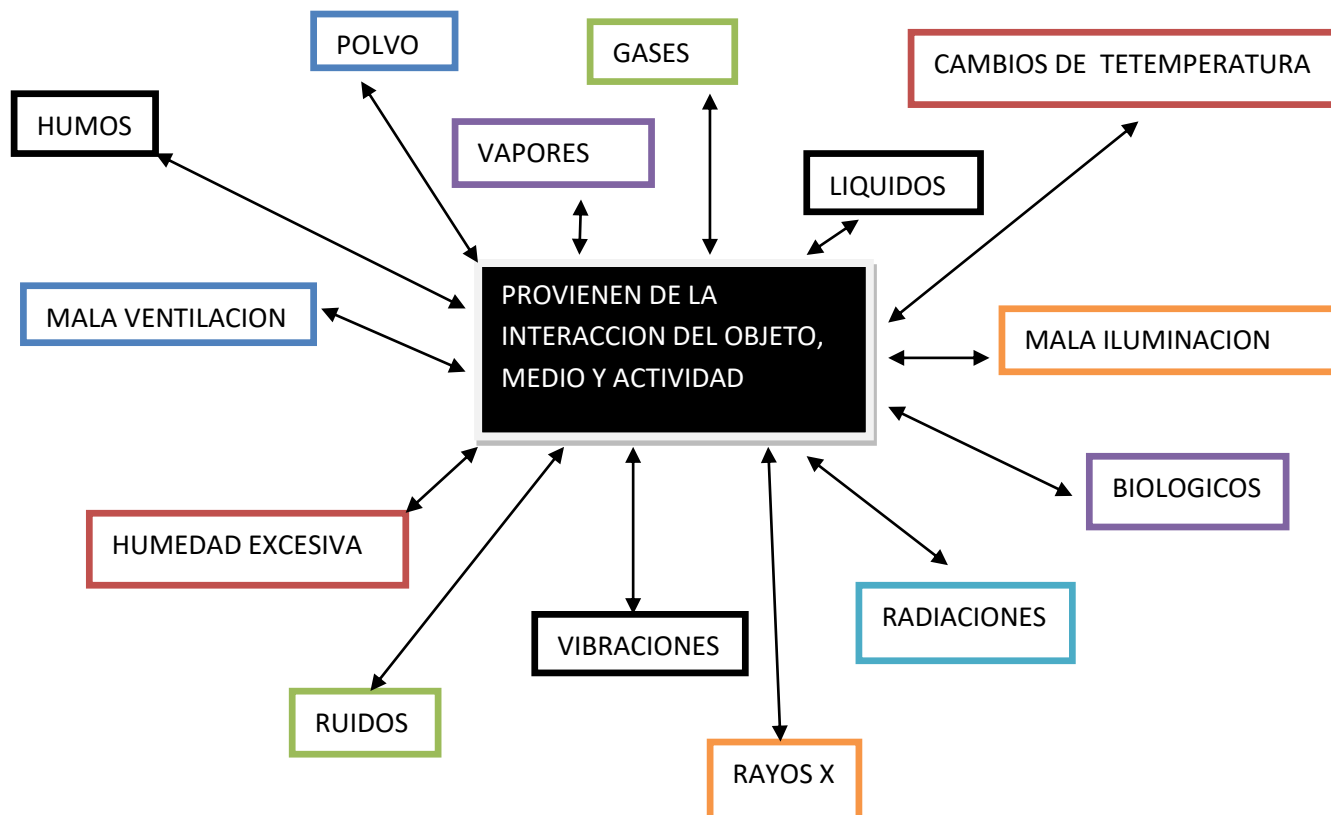 POLVO
GASES
CAMBIOS DE  TETEMPERATURA
HUMOS
VAPORES
LIQUIDOS
MALA VENTILACION
PROVIENEN DE LA
INTERACCION DEL OBJETO,
MEDIO Y ACTIVIDAD
MALA ILUMINACION
BIOLOGICOS
HUMEDAD EXCESIVA
RADIACIONES
VIBRACIONES
RUIDOS
RAYOS X